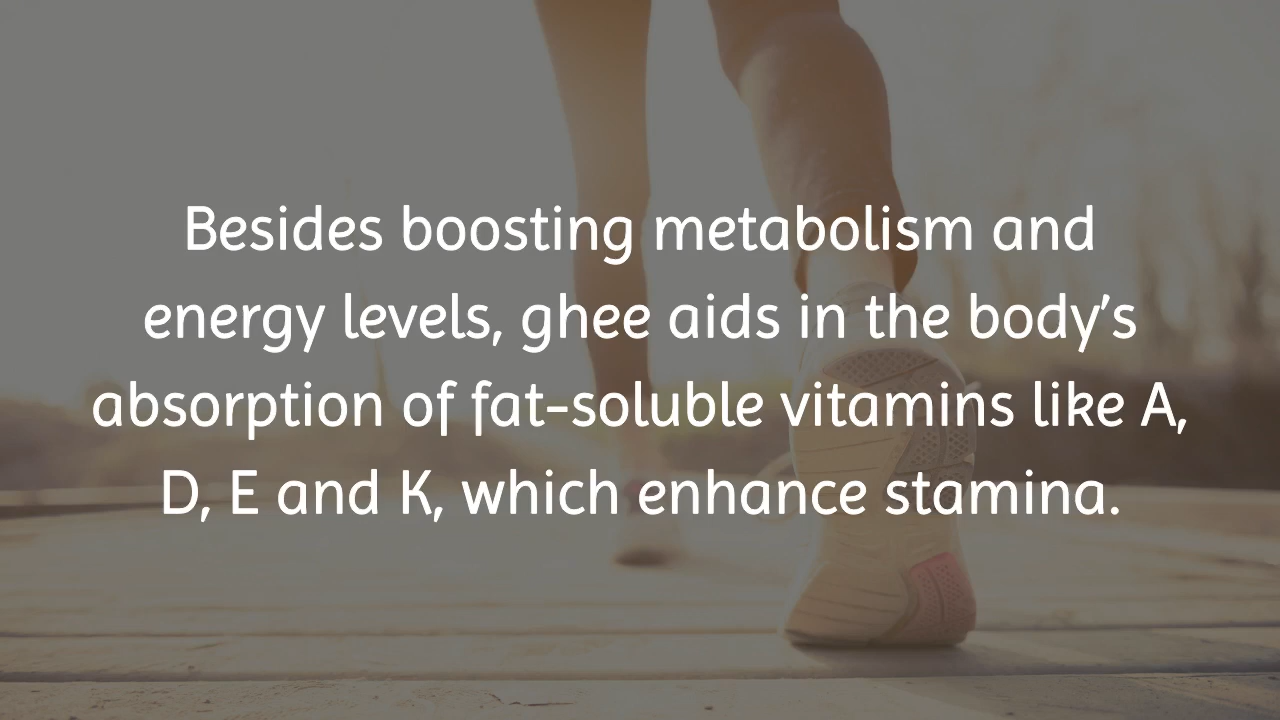 Besides boosting metabolism and
energy levels, ghee aids in the body’s
absorption of fat-soluble vitamins like A,
D, E and K, which enhance stamina.